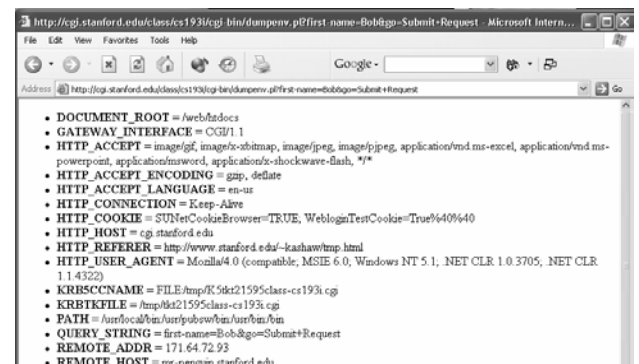 http://cgi.stanford.edu/class/cs193i/cgi-bin/dumpenv.pl?first-name=Bob&go=Submit+Request - Microsoft Intern...
File Edit View Favorites Tools Help
Google
Address http://cgi.stanford.edu/class/cs193i/cgi-bin/dumpenv.pl?first-name=Bob&go=Submit+Request Go
• DOCUMENT_ROOT = /web/htdocs
• GATEWAY_INTERFACE = CGI/1.1
• HTTP_ACCEPT = image/gif, image/x-xbitmap, image/jpeg, image/pjpeg, application/vnd.ms-excel, application/vnd.ms-
powerpoint, application/msword, application/x-shockwave-flash, */*
• HTTP_ACCEPT_ENCODING = gzip, deflate
• HTTP_ACCEPT_LANGUAGE = en-us
• HTTP_CONNECTION = Keep-Alive
• HTTP_COOKIE = SUNetCookieBrowser=TRUE, WebloginTestCookie=True%40%40
• HTTP_HOST = cgi.stanford.edu
• HTTP_REFERER = http://www.stanford.edu/~kashaw/tmp.html
• HTTP_USER_AGENT = Mozilla/4.0 (compatible; MSIE 6.0; Windows NT 5.1; .NET CLR 1.0.3705; .NET CLR
1.1.4322)
• KRB5CCNAME = FILE:/tmp/K5tkt21595class-cs193i.cgi
• KRBTKFILE = /tmp/tkt21595class-cs193i.cgi
• PATH = /usr/local/bin:/usr/pubsw/bin:/usr/bin:/bin
• QUERY_STRING = first-name=Bob&go=Submit+Request
• REMOTE_ADDR = 171.64.72.93
• REMOTE_HOST = mr-penguin.stanford.edu